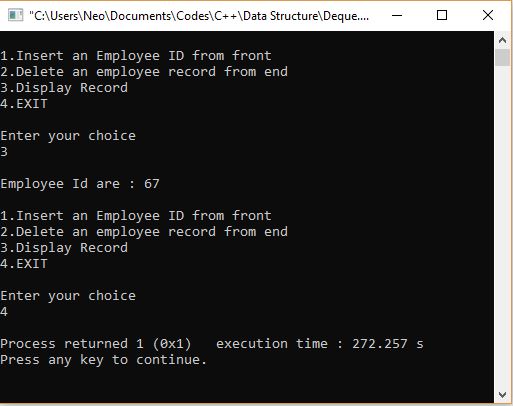 "C:\Users\Neo\Documents\Codes\C++\Data Structure\Deque....
1.Insert an Employee ID from front
2.Delete an employee record from end
3.Display Record
4.EXIT
Enter your choice
3
Employee Id are : 67
1.Insert an Employee ID from front
2.Delete an employee record from end
3.Display Record
4.EXIT
Enter your choice
4
Process returned 1 (0x1)   execution time : 272.257 s
Press any key to continue.